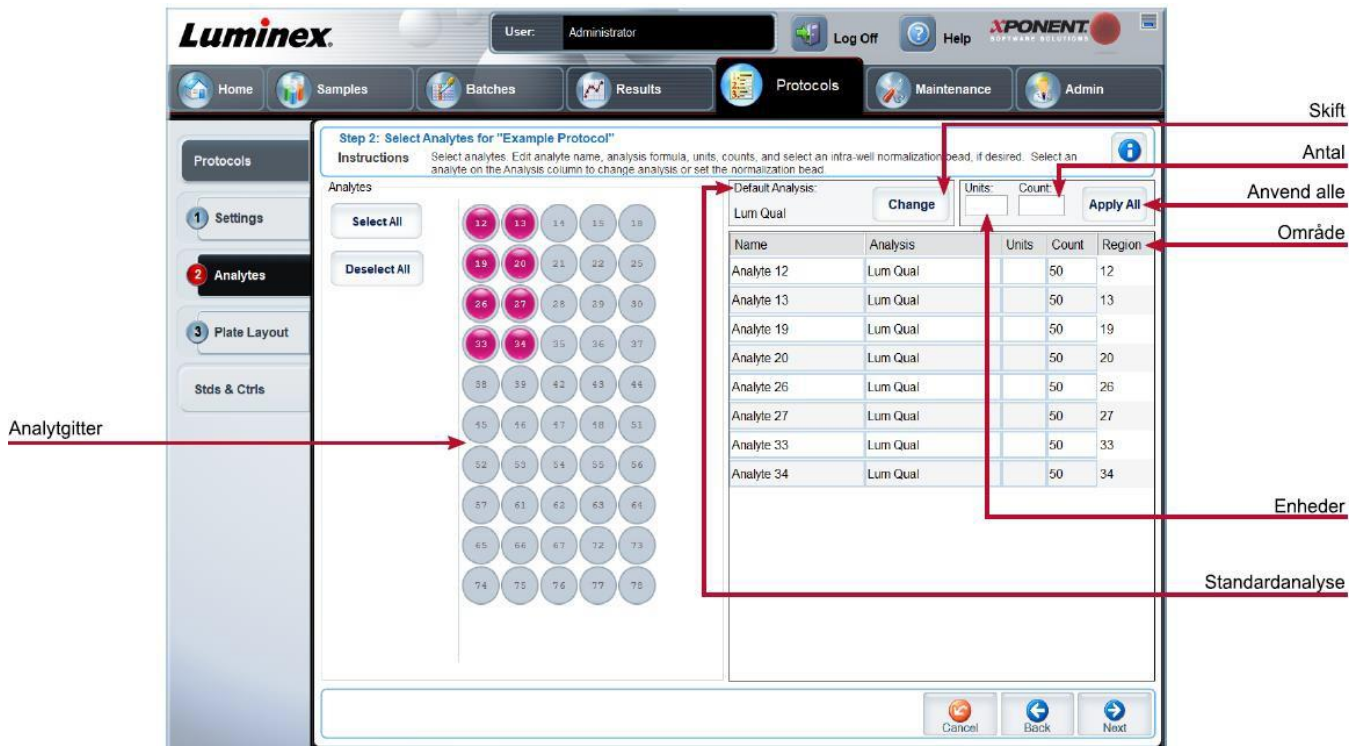 Luminex.
User: Administrator
Log Off
Help
XPONENT.
SOFTWARE SOLUTIONS
Home
Samples
Batches
Results
Protocols
Maintenance
Admin
Skift
Antal
Anvend alle
Område
Enheder
Standardanalyse
Analytgitter
Protocols
1 Settings
2 Analytes
3 Plate Layout
Stds & Ctrls
Step 2: Select Analytes for "Example Protocol"
Instructions Select analytes. Edit analyte name, analysis formula, units, counts, and select an intra-well normalization bead, if desired. Select an
analyte on the Analysis column to change analysis or set the normalization bead.
Analytes
Select All
Deselect All
12 13 14 15 18
19 20 21 22 25
26 27 28 29 30
33 34 35 36 37
38 39 42 43 44
45 46 47 48 51
52 53 54 55 56
57 61 62 63 64
65 66 67 72 73
74 75 76 77 78
Default Analysis:
Lum Qual
Change
Units: Count:
Apply All
Name Analysis Units Count Region
Analyte 12 Lum Qual 50 12
Analyte 13 Lum Qual 50 13
Analyte 19 Lum Qual 50 19
Analyte 20 Lum Qual 50 20
Analyte 26 Lum Qual 50 26
Analyte 27 Lum Qual 50 27
Analyte 33 Lum Qual 50 33
Analyte 34 Lum Qual 50 34
Cancel
Back
Next